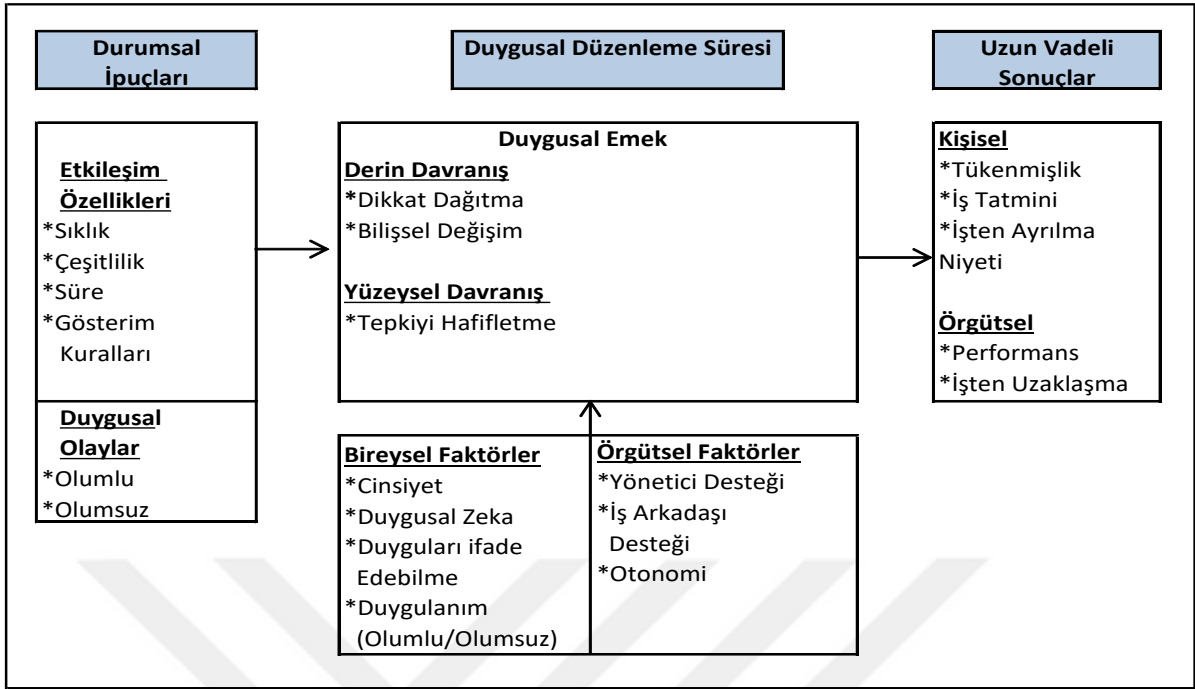 Durumsal
İpuçları
Duygusal Düzenleme Süresi
Uzun Vadeli
Sonuçlar
Etkileşim
Özellikleri
*Sıklık
*Çeşitlilik
*Süre
*Gösterim
Kuralları
Duygusal
Olaylar
*Olumlu
*Olumsuz
Duygusal Emek
Derin Davranış
*Dikkat Dağıtma
*Bilişsel Değişim
Yüzeysel Davranış
*Tepkiyi Hafifletme
Bireysel Faktörler
*Cinsiyet
*Duygusal Zeka
*Duyguları ifade
Edebilme
*Duygulanım
(Olumlu/Olumsuz)
Örgütsel Faktörler
*Yönetici Desteği
*İş Arkadaşı
Desteği
*Otonomi
Kişisel
*Tükenmişlik
*İş Tatmini
*İşten Ayrılma
Niyeti
Örgütsel
*Performans
*İşten Uzaklaşma